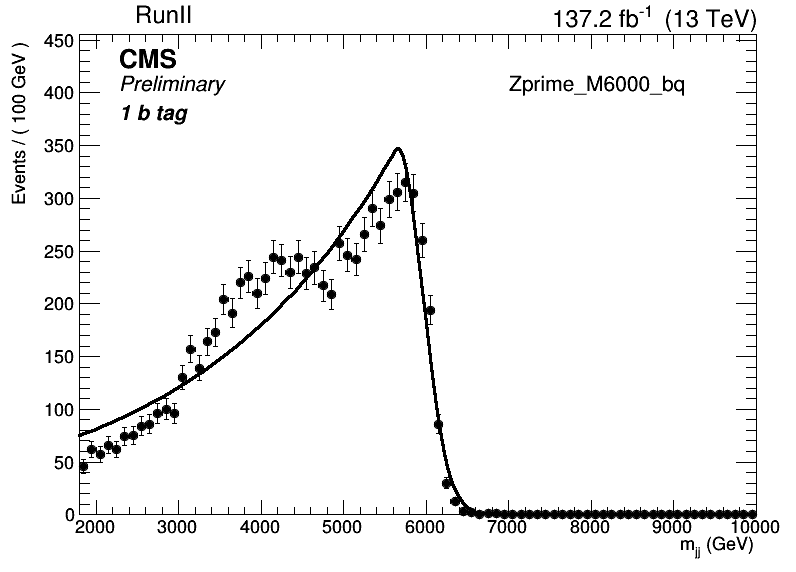 RunII
137.2 fb⁻¹ (13 TeV)
Events / ( 100 GeV )
450
400
350
300
250
200
150
100
50
0
CMS
Preliminary
1 b tag
Zprime_M6000_bq
2000 3000 4000 5000 6000 7000 8000 9000 10000
m_jj (GeV)